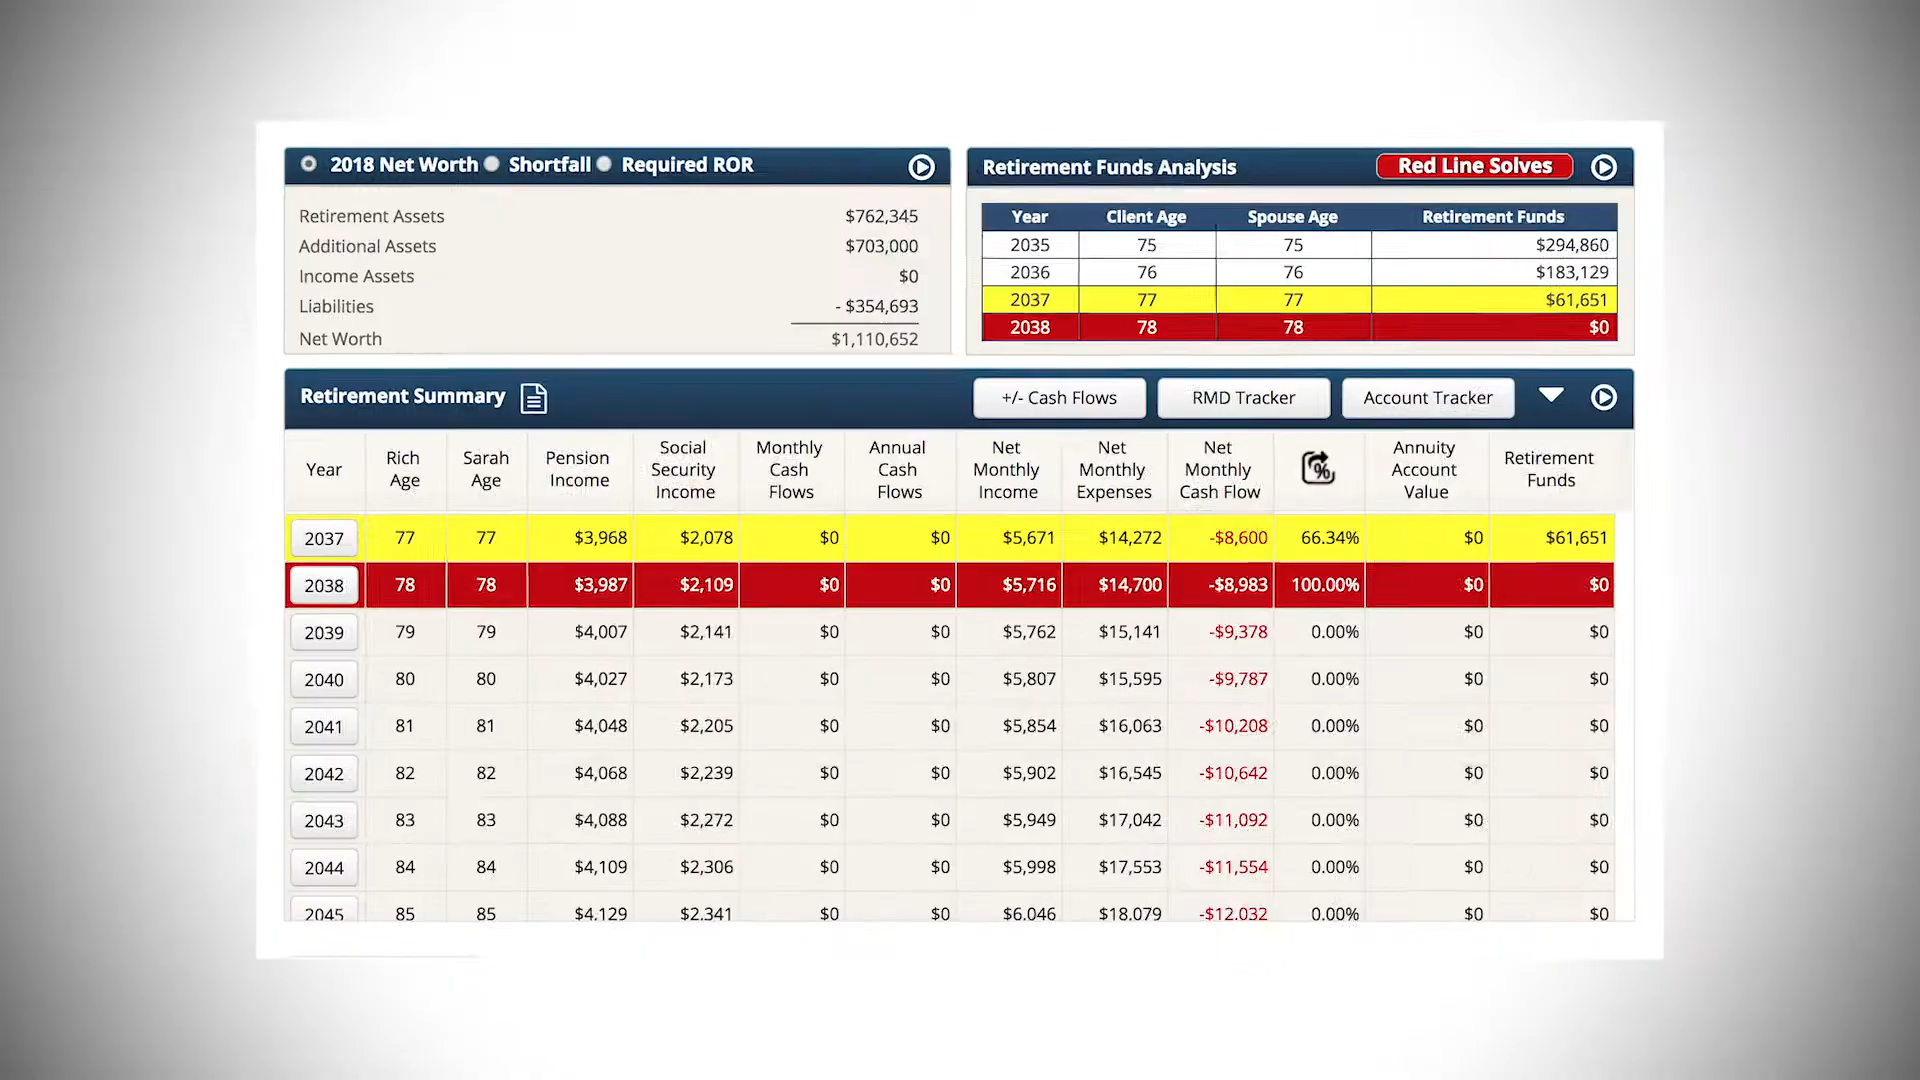 2018 Net Worth Shortfall Required ROR
Retirement Assets $762,345
Additional Assets $703,000
Income Assets $0
Liabilities - $354,693
Net Worth $1,110,652
Retirement Funds Analysis Red Line Solves
Year Client Age Spouse Age Retirement Funds
2035 75 75 $294,860
2036 76 76 $183,129
2037 77 77 $61,651
2038 78 78 $0
Retirement Summary +/- Cash Flows RMD Tracker Account Tracker
Year Rich Age Sarah Age Pension Income Social Security Income Monthly Cash Flows Annual Cash Flows Net Monthly Income Net Monthly Expenses Net Monthly Cash Flow % Annuity Account Value Retirement Funds
2037 77 77 $3,968 $2,078 $0 $0 $5,671 $14,272 -$8,600 66.34% $0 $61,651
2038 78 78 $3,987 $2,109 $0 $0 $5,716 $14,700 -$8,983 100.00% $0 $0
2039 79 79 $4,007 $2,141 $0 $0 $5,762 $15,141 -$9,378 0.00% $0 $0
2040 80 80 $4,027 $2,173 $0 $0 $5,807 $15,595 -$9,787 0.00% $0 $0
2041 81 81 $4,048 $2,205 $0 $0 $5,854 $16,063 -$10,208 0.00% $0 $0
2042 82 82 $4,068 $2,239 $0 $0 $5,902 $16,545 -$10,642 0.00% $0 $0
2043 83 83 $4,088 $2,272 $0 $0 $5,949 $17,042 -$11,092 0.00% $0 $0
2044 84 84 $4,109 $2,306 $0 $0 $5,998 $17,553 -$11,554 0.00% $0 $0
2045 85 85 $4,129 $2,341 $0 $0 $6,046 $18,079 -$12,032 0.00% $0 $0